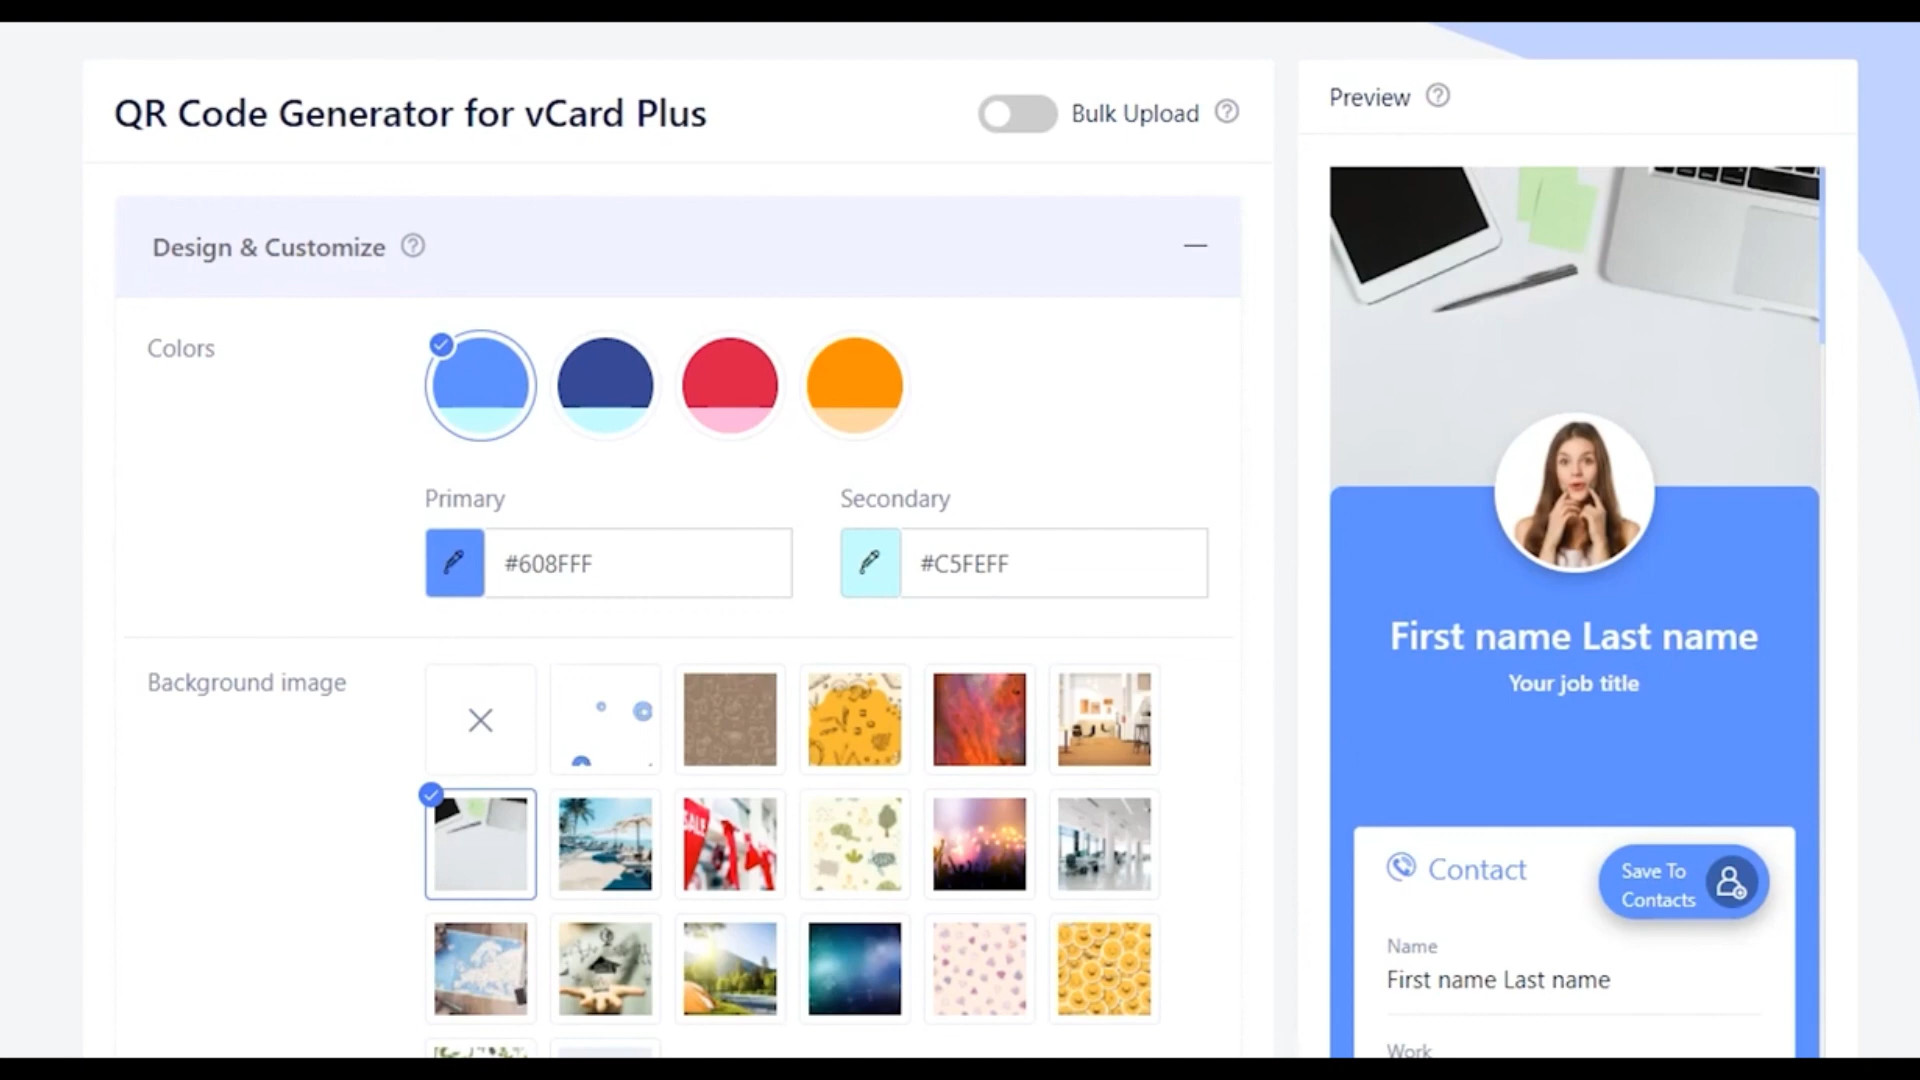 QR Code Generator for vCard Plus
Bulk Upload
Preview
Design & Customize
Colors
Primary
Secondary
#608FFF
#C5FEFF
Background image
SALE
First name Last name
Your job title
Contact
Save To
Contacts
Name
First name Last name
Work